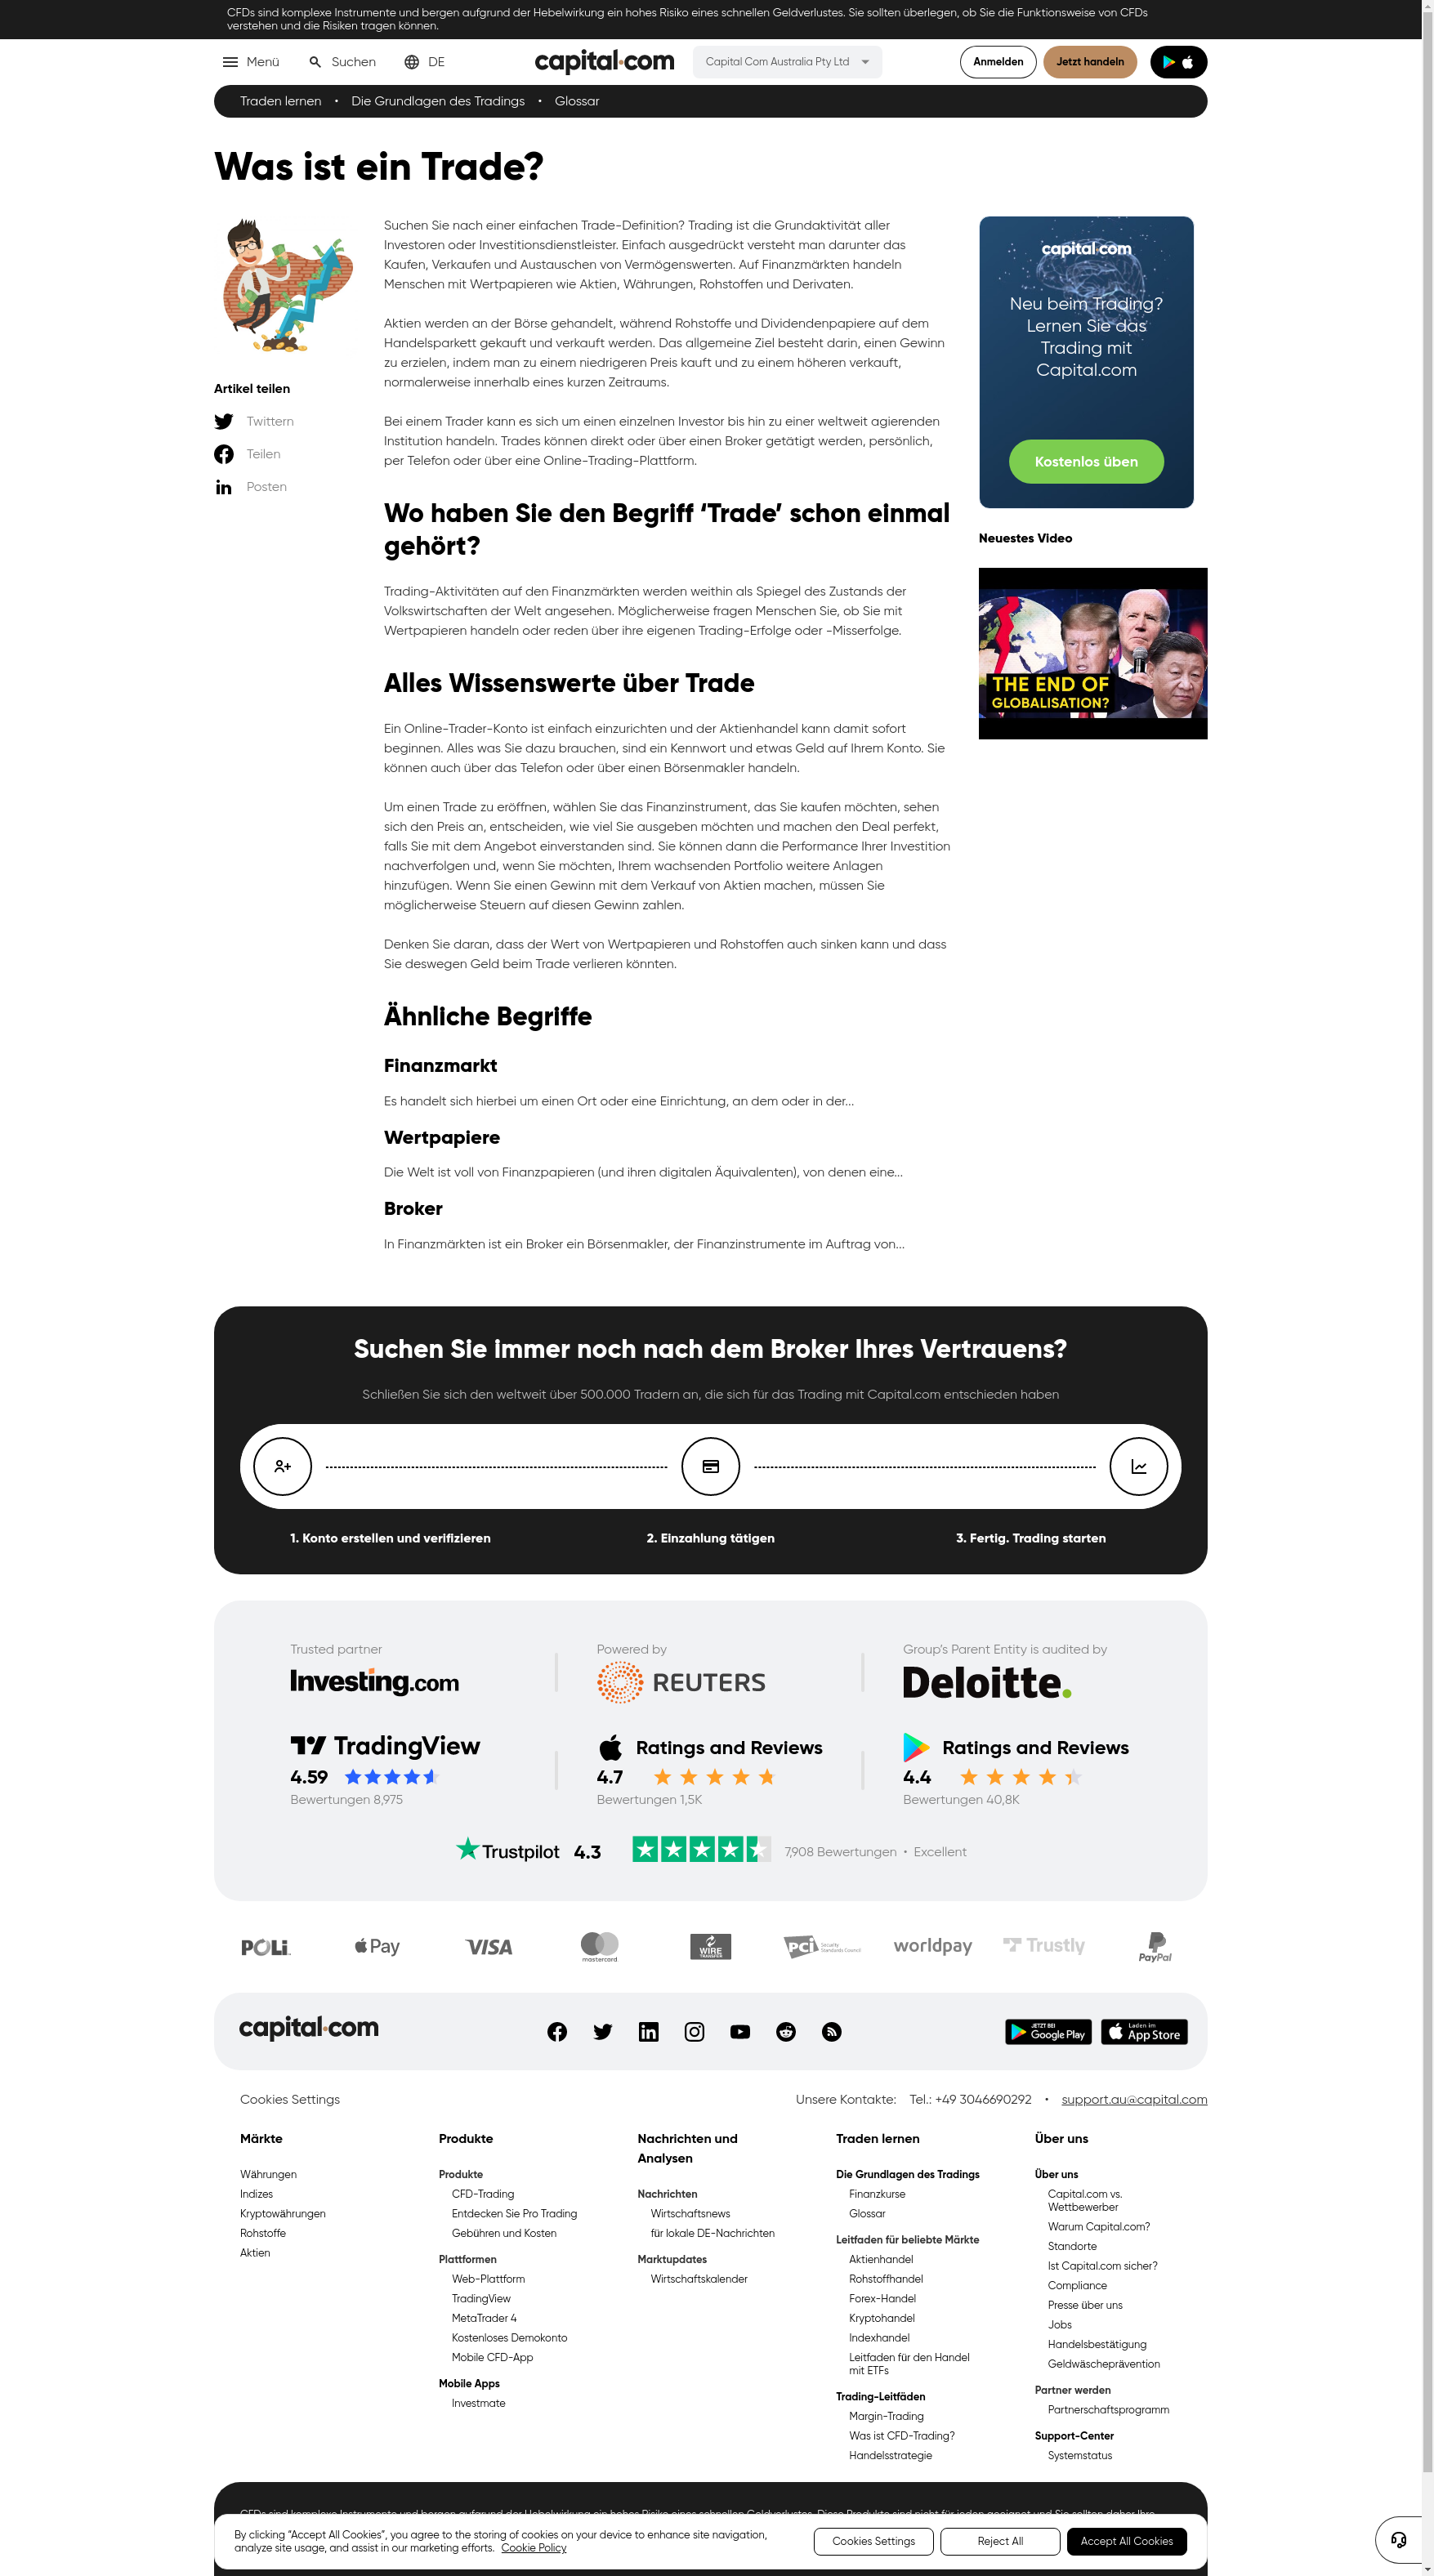 CFDs sind komplexe Instrumente und bergen aufgrund der Hebelwirkung ein hohes Risiko eines schnellen Geldverlustes. Sie sollten überlegen, ob Sie die Funktionsweise von CFDs
verstehen und die Risiken tragen können.
Menü
Suchen
DE
capital.com
Capital Com Australia Pty Ltd
Anmelden
Jetzt handeln
Traden lernen • Die Grundlagen des Tradings • Glossar
Was ist ein Trade?
Suchen Sie nach einer einfachen Trade-Definition? Trading ist die Grundaktivität aller
Investoren oder Investitionsdienstleister. Einfach ausgedrückt versteht man darunter das
Kaufen, Verkaufen und Austauschen von Vermögenswerten. Auf Finanzmärkten handeln
Menschen mit Wertpapieren wie Aktien, Währungen, Rohstoffen und Derivaten.
Aktien werden an der Börse gehandelt, während Rohstoffe und Dividendenpapiere auf dem
Handelsparkett gekauft und verkauft werden. Das allgemeine Ziel besteht darin, einen Gewinn
zu erzielen, indem man zu einem niedrigeren Preis kauft und zu einem höheren verkauft,
normalerweise innerhalb eines kurzen Zeitraums.
Bei einem Trader kann es sich um einen einzelnen Investor bis hin zu einer weltweit agierenden
Institution handeln. Trades können direkt oder über einen Broker getätigt werden, persönlich,
per Telefon oder über eine Online-Trading-Plattform.
Artikel teilen
Twittern
Teilen
Posten
capital.com
Neu beim Trading?
Lernen Sie das
Trading mit
Capital.com
Kostenlos üben
Neuestes Video
THE END OF
GLOBALISATION?
Wo haben Sie den Begriff ‘Trade’ schon einmal
gehört?
Trading-Aktivitäten auf den Finanzmärkten werden weithin als Spiegel des Zustands der
Volkswirtschaften der Welt angesehen. Möglicherweise fragen Menschen Sie, ob Sie mit
Wertpapieren handeln oder reden über ihre eigenen Trading-Erfolge oder -Misserfolge.
Alles Wissenswerte über Trade
Ein Online-Trader-Konto ist einfach einzurichten und der Aktienhandel kann damit sofort
beginnen. Alles was Sie dazu brauchen, sind ein Kennwort und etwas Geld auf Ihrem Konto. Sie
können auch über das Telefon oder über einen Börsenmakler handeln.
Um einen Trade zu eröffnen, wählen Sie das Finanzinstrument, das Sie kaufen möchten, sehen
sich den Preis an, entscheiden, wie viel Sie ausgeben möchten und machen den Deal perfekt,
falls Sie mit dem Angebot einverstanden sind. Sie können dann die Performance Ihrer Investition
nachverfolgen und, wenn Sie möchten, Ihrem wachsenden Portfolio weitere Anlagen
hinzufügen. Wenn Sie einen Gewinn mit dem Verkauf von Aktien machen, müssen Sie
möglicherweise Steuern auf diesen Gewinn zahlen.
Denken Sie daran, dass der Wert von Wertpapieren und Rohstoffen auch sinken kann und dass
Sie deswegen Geld beim Trade verlieren könnten.
Ähnliche Begriffe
Finanzmarkt
Es handelt sich hierbei um einen Ort oder eine Einrichtung, an dem oder in der...
Wertpapiere
Die Welt ist voll von Finanzpapieren (und ihren digitalen Äquivalenten), von denen eine...
Broker
In Finanzmärkten ist ein Broker ein Börsenmakler, der Finanzinstrumente im Auftrag von...
Suchen Sie immer noch nach dem Broker Ihres Vertrauens?
Schließen Sie sich den weltweit über 500.000 Tradern an, die sich für das Trading mit Capital.com entschieden haben
1. Konto erstellen und verifizieren
2. Einzahlung tätigen
3. Fertig. Trading starten
Trusted partner
Investing.com
Powered by
REUTERS
Group’s Parent Entity is audited by
Deloitte.
TradingView
4.59
Bewertungen 8,975
Ratings and Reviews
4.7
Bewertungen 1,5K
Ratings and Reviews
4.4
Bewertungen 40,8K
Trustpilot 4.3
7,908 Bewertungen • Excellent
POLi
Pay
VISA
mastercard
WIRE
TRANSFER
PCI Security
Standards Council
worldpay
Trustly
PayPal
capital.com
JETZT BEI
Google Play
Laden im
App Store
Cookies Settings
Unsere Kontakte: Tel.: +49 3046690292 • support.au@capital.com
Märkte
Währungen
Indizes
Kryptowährungen
Rohstoffe
Aktien
Produkte
Produkte
CFD-Trading
Entdecken Sie Pro Trading
Gebühren und Kosten
Plattformen
Web-Plattform
TradingView
MetaTrader 4
Kostenloses Demokonto
Mobile CFD-App
Mobile Apps
Investmate
Nachrichten und
Analysen
Nachrichten
Wirtschaftsnews
für lokale DE-Nachrichten
Marktupdates
Wirtschaftskalender
Traden lernen
Die Grundlagen des Tradings
Finanzkurse
Glossar
Leitfaden für beliebte Märkte
Aktienhandel
Rohstoffhandel
Forex-Handel
Kryptohandel
Indexhandel
Leitfaden für den Handel
mit ETFs
Trading-Leitfäden
Margin-Trading
Was ist CFD-Trading?
Handelsstrategie
Über uns
Über uns
Capital.com vs.
Wettbewerber
Warum Capital.com?
Standorte
Ist Capital.com sicher?
Compliance
Presse über uns
Jobs
Handelsbestätigung
Geldwäscheprävention
Partner werden
Partnerschaftsprogramm
Support-Center
Systemstatus
CFDs sind komplexe Instrumente und bergen aufgrund der Hebelwirkung ein hohes Risiko eines schnellen Geldverlustes. Diese Produkte sind nicht für jeden geeignet und Sie sollten daher Ihre
By clicking “Accept All Cookies”, you agree to the storing of cookies on your device to enhance site navigation,
analyze site usage, and assist in our marketing efforts. Cookie Policy
Cookies Settings
Reject All
Accept All Cookies